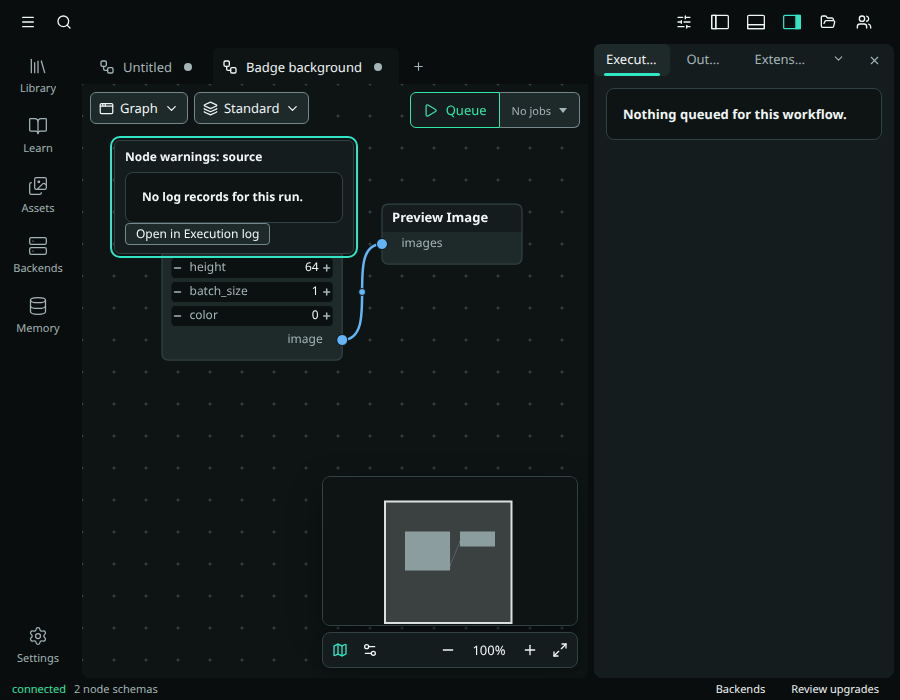 Library
Learn
Assets
Backends
Memory
Settings
Untitled
Badge background
Graph
Standard
Queue
No jobs
Node warnings: source
No log records for this run.
Open in Execution log
height 64
batch_size 1
color 0
image
Preview Image
images
100%
Execut...
Out...
Extens...
Nothing queued for this workflow.
connected 2 node schemas
Backends
Review upgrades